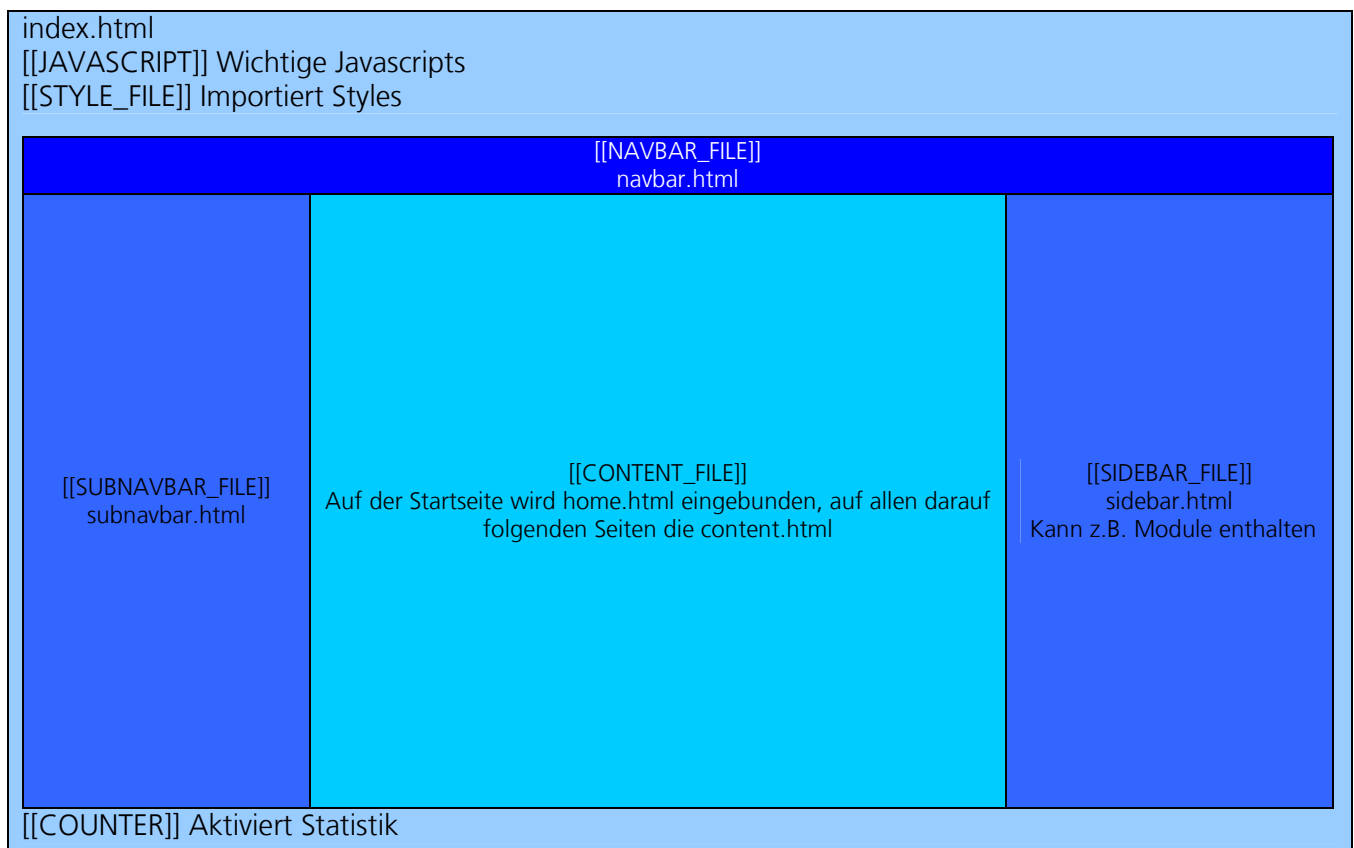 index.html
[[JAVASCRIPT]] Wichtige Javascripts
[[STYLE_FILE]] Importiert Styles
[[NAVBAR_FILE]]
navbar.html
[[SUBNAVBAR_FILE]]
subnavbar.html
[[CONTENT_FILE]]
Auf der Startseite wird home.html eingebunden, auf allen darauf
folgenden Seiten die content.html
[[SIDEBAR_FILE]]
sidebar.html
Kann z.B. Module enthalten
[[COUNTER]] Aktiviert Statistik